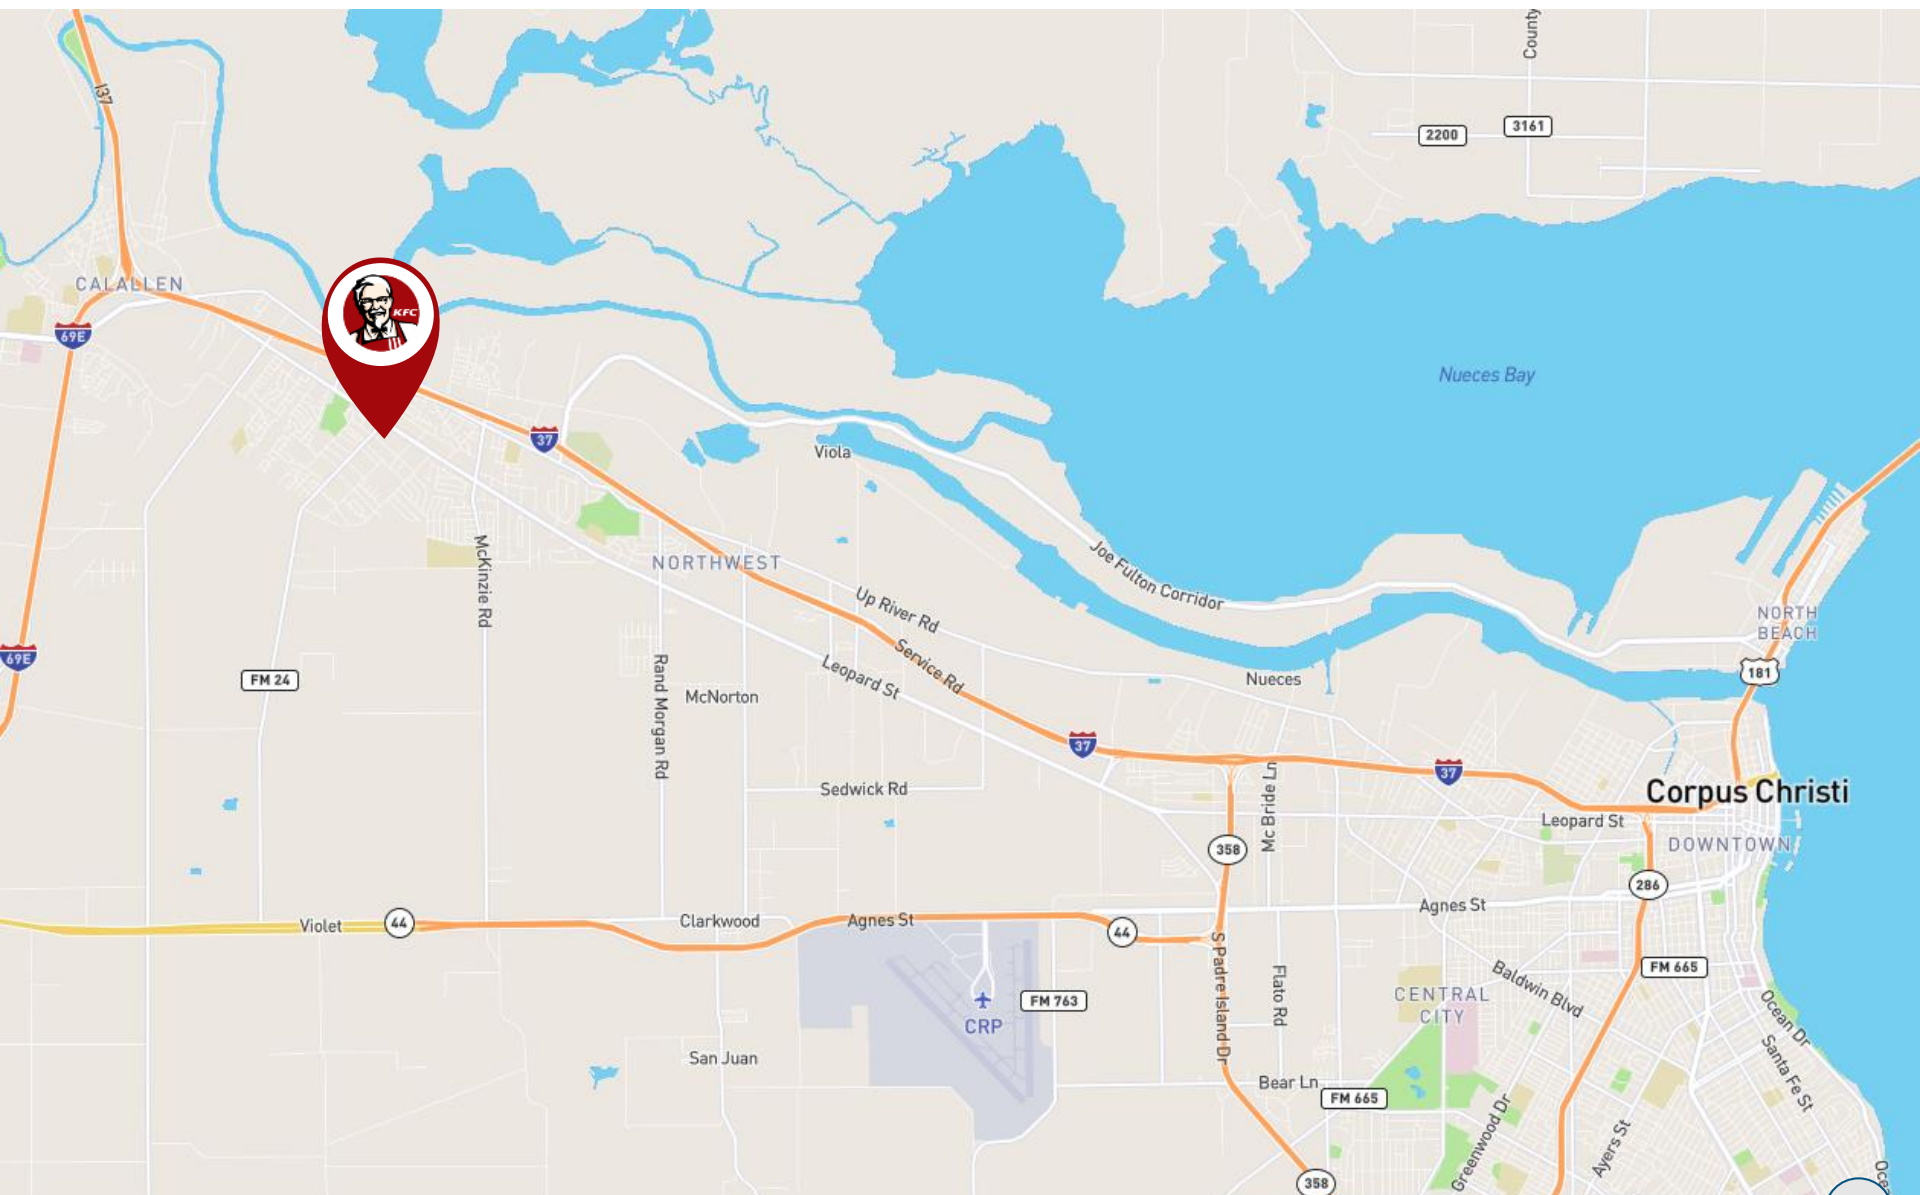 County
I37
2200
3161
CALALLEN
KFC
69E
Nueces Bay
37
Viola
McKinzie Rd
NORTHWEST
Joe Fulton Corridor
Up River Rd
NORTH
BEACH
Service Rd
69E
FM 24
Rand Morgan Rd
McNorton
Leopard St
Nueces
181
37
37
Sedwick Rd
Mc Bride Ln
Corpus Christi
Leopard St
DOWNTOWN
358
286
Violet
44
Clarkwood
Agnes St
44
Agnes St
S Padre Island Dr
Flato Rd
Baldwin Blvd
FM 665
CENTRAL
CITY
FM 763
CRP
Ocean Dr
Santa Fe St
San Juan
Bear Ln
FM 665
Greenwood Dr
Ayers St
358
Oce